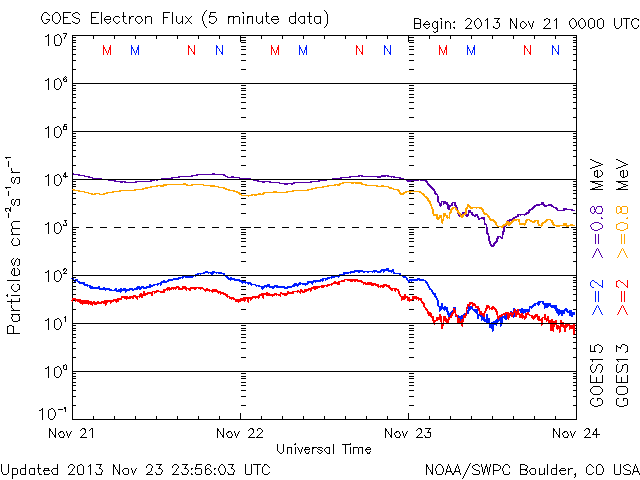 GOES Electron Flux (5 minute data)
Begin: 2013 Nov 21 0000 UTC
M M N N M M N N M M N N
10⁷
10⁶
10⁵
10⁴
10³
10²
10¹
10⁰
10⁻¹
Particles cm⁻²s⁻¹sr⁻¹
Nov 21 Nov 22 Nov 23 Nov 24
Universal Time
GOES15 >=2 >=0.8 MeV
GOES13 >=2 >=0.8 MeV
Updated 2013 Nov 23 23:56:03 UTC
NOAA/SWPC Boulder, CO USA